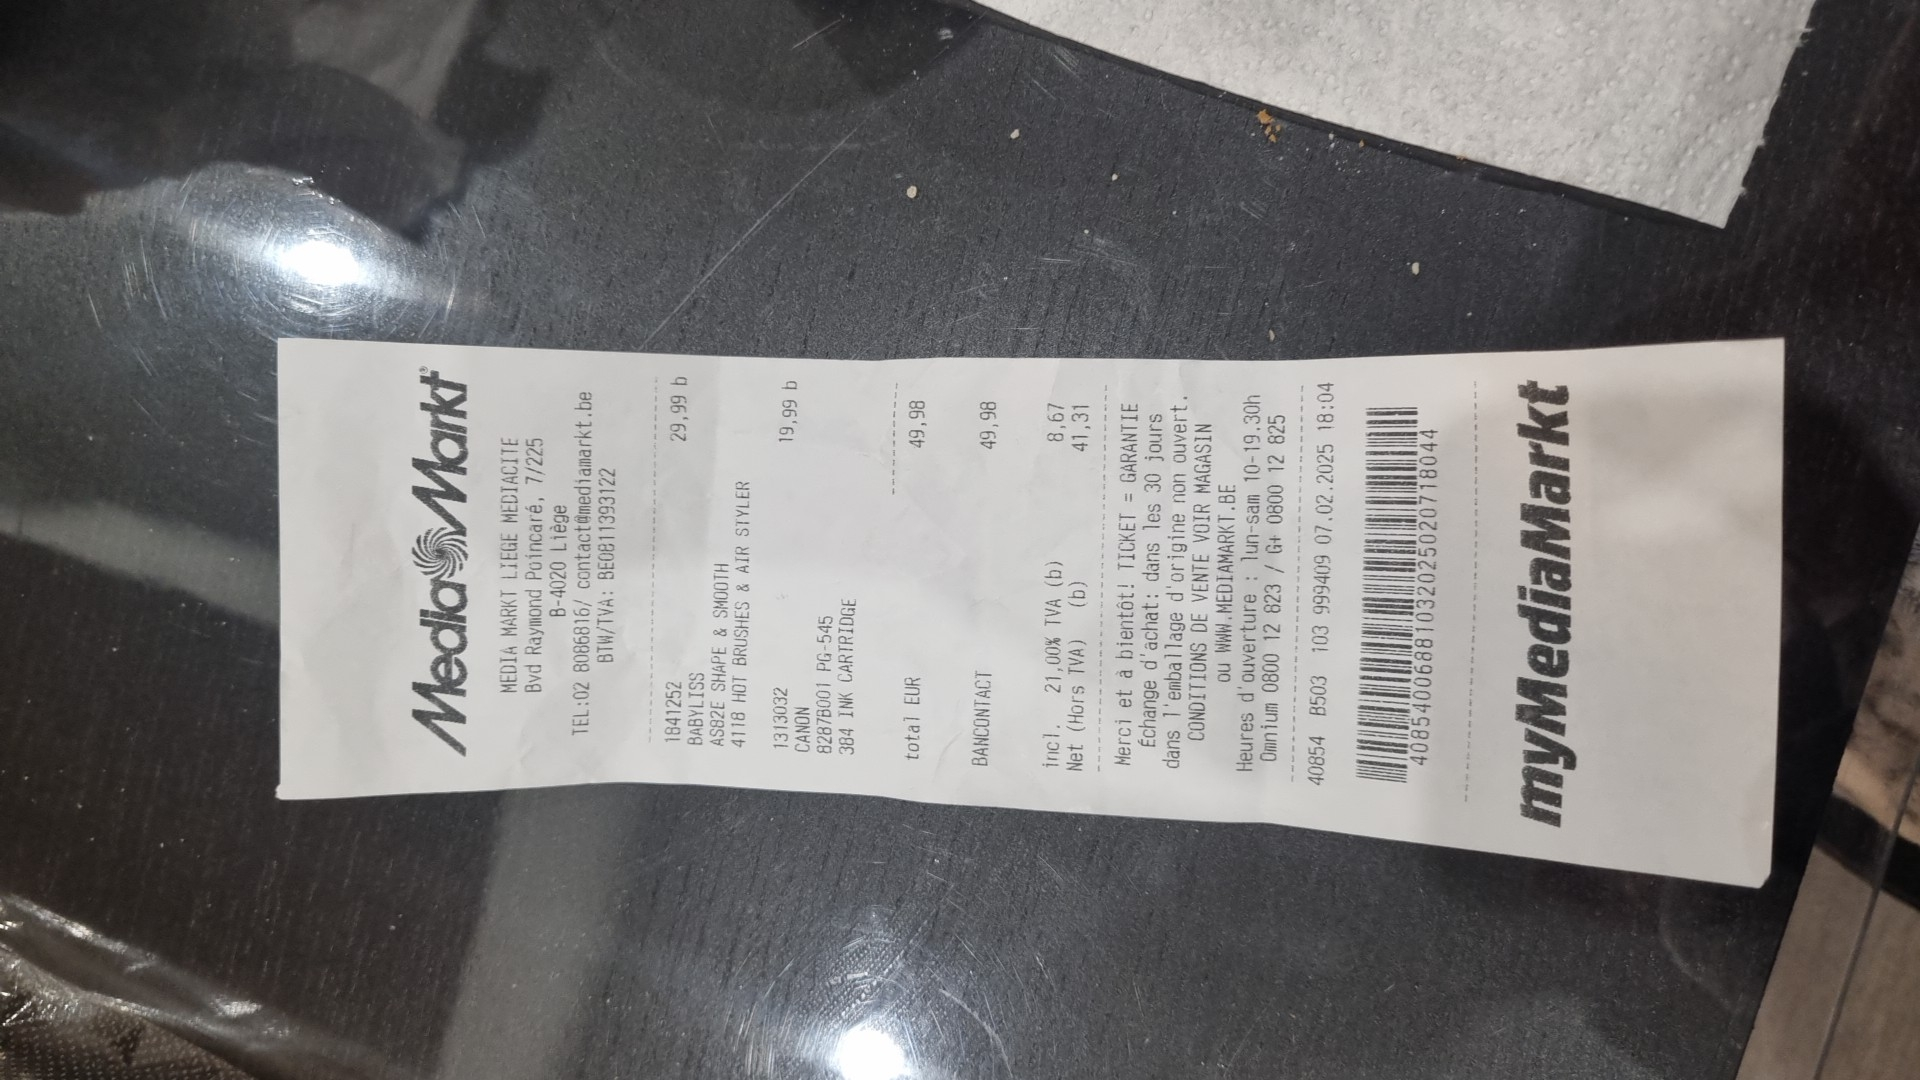 Media Markt®
MEDIA MARKT LIEGE MEDIACITE
Bvd Raymond Poincaré, 7/225
B-4020 Liège
TEL:02 8086816/ contact@mediamarkt.be
BTW/TVA: BE0811393122
1841252 29,99 b
BABYLISS
AS82E SHAPE & SMOOTH
4118 HOT BRUSHES & AIR STYLER
1313032 19,99 b
CANON
8287B001 PG-545
384 INK CARTRIDGE
total EUR 49,98
BANCONTACT 49,98
incl. 21,00% TVA (b) 8,67
Net (Hors TVA) (b) 41,31
Merci et à bientôt! TICKET = GARANTIE
Échange d'achat: dans les 30 jours
dans l'emballage d'origine non ouvert.
CONDITIONS DE VENTE VOIR MAGASIN
ou WWW.MEDIAMARKT.BE
Heures d'ouverture : lun-sam 10-19.30h
Omnium 0800 12 823 / G+ 0800 12 825
40854 B503 103 999409 07.02.2025 18:04
4085400688103202502071 8044
myMediaMarkt